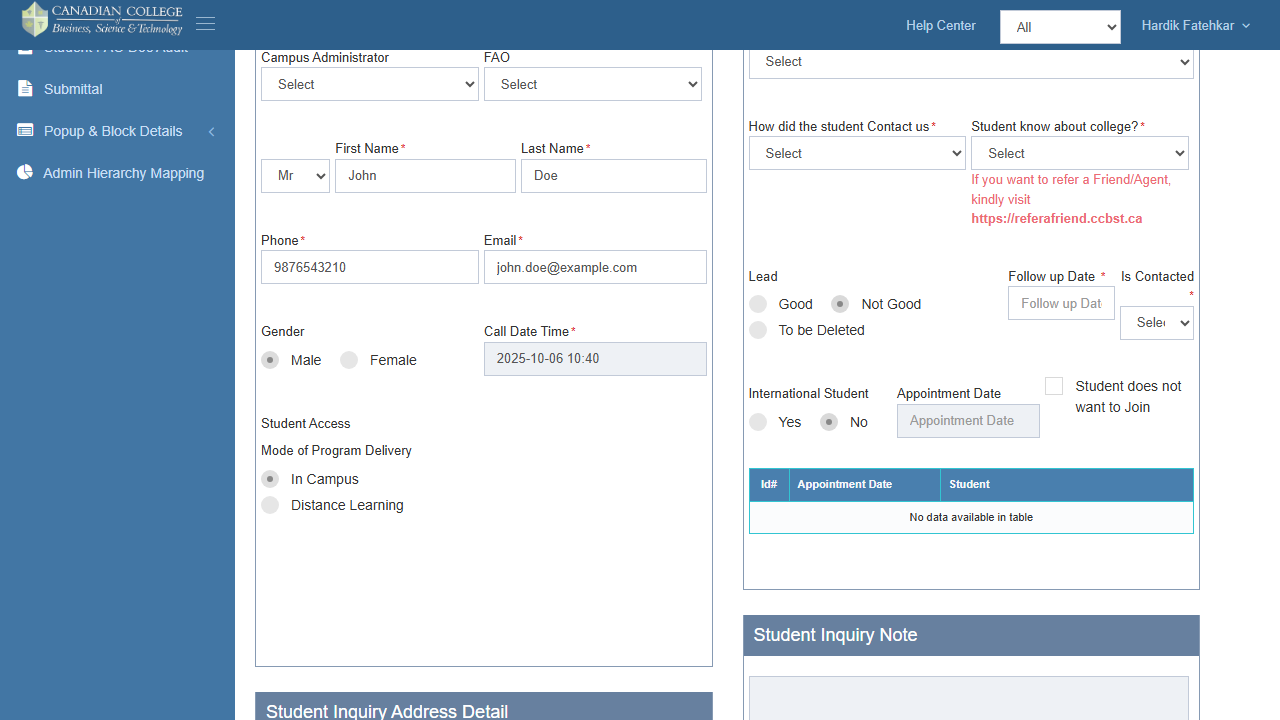 CANADIAN COLLEGE
of
Business, Science & Technology
Help Center
All
Hardik Fatehkar
Submittal
Popup & Block Details
Admin Hierarchy Mapping
Campus Administrator
FAO
Select
Select
First Name*
Last Name*
Mr
John
Doe
Phone*
Email*
9876543210
john.doe@example.com
Gender
Call Date Time*
Male
Female
2025-10-06 10:40
Student Access
Mode of Program Delivery
In Campus
Distance Learning
Student Inquiry Address Detail
Select
How did the student Contact us*
Student know about college?*
Select
Select
If you want to refer a Friend/Agent,
kindly visit
https://referafriend.ccbst.ca
Lead
Follow up Date *
Is Contacted
*
Good
Not Good
Follow up Dat
To be Deleted
Selec
International Student
Appointment Date
Student does not
want to Join
Yes
No
Appointment Date
Id#
Appointment Date
Student
No data available in table
Student Inquiry Note